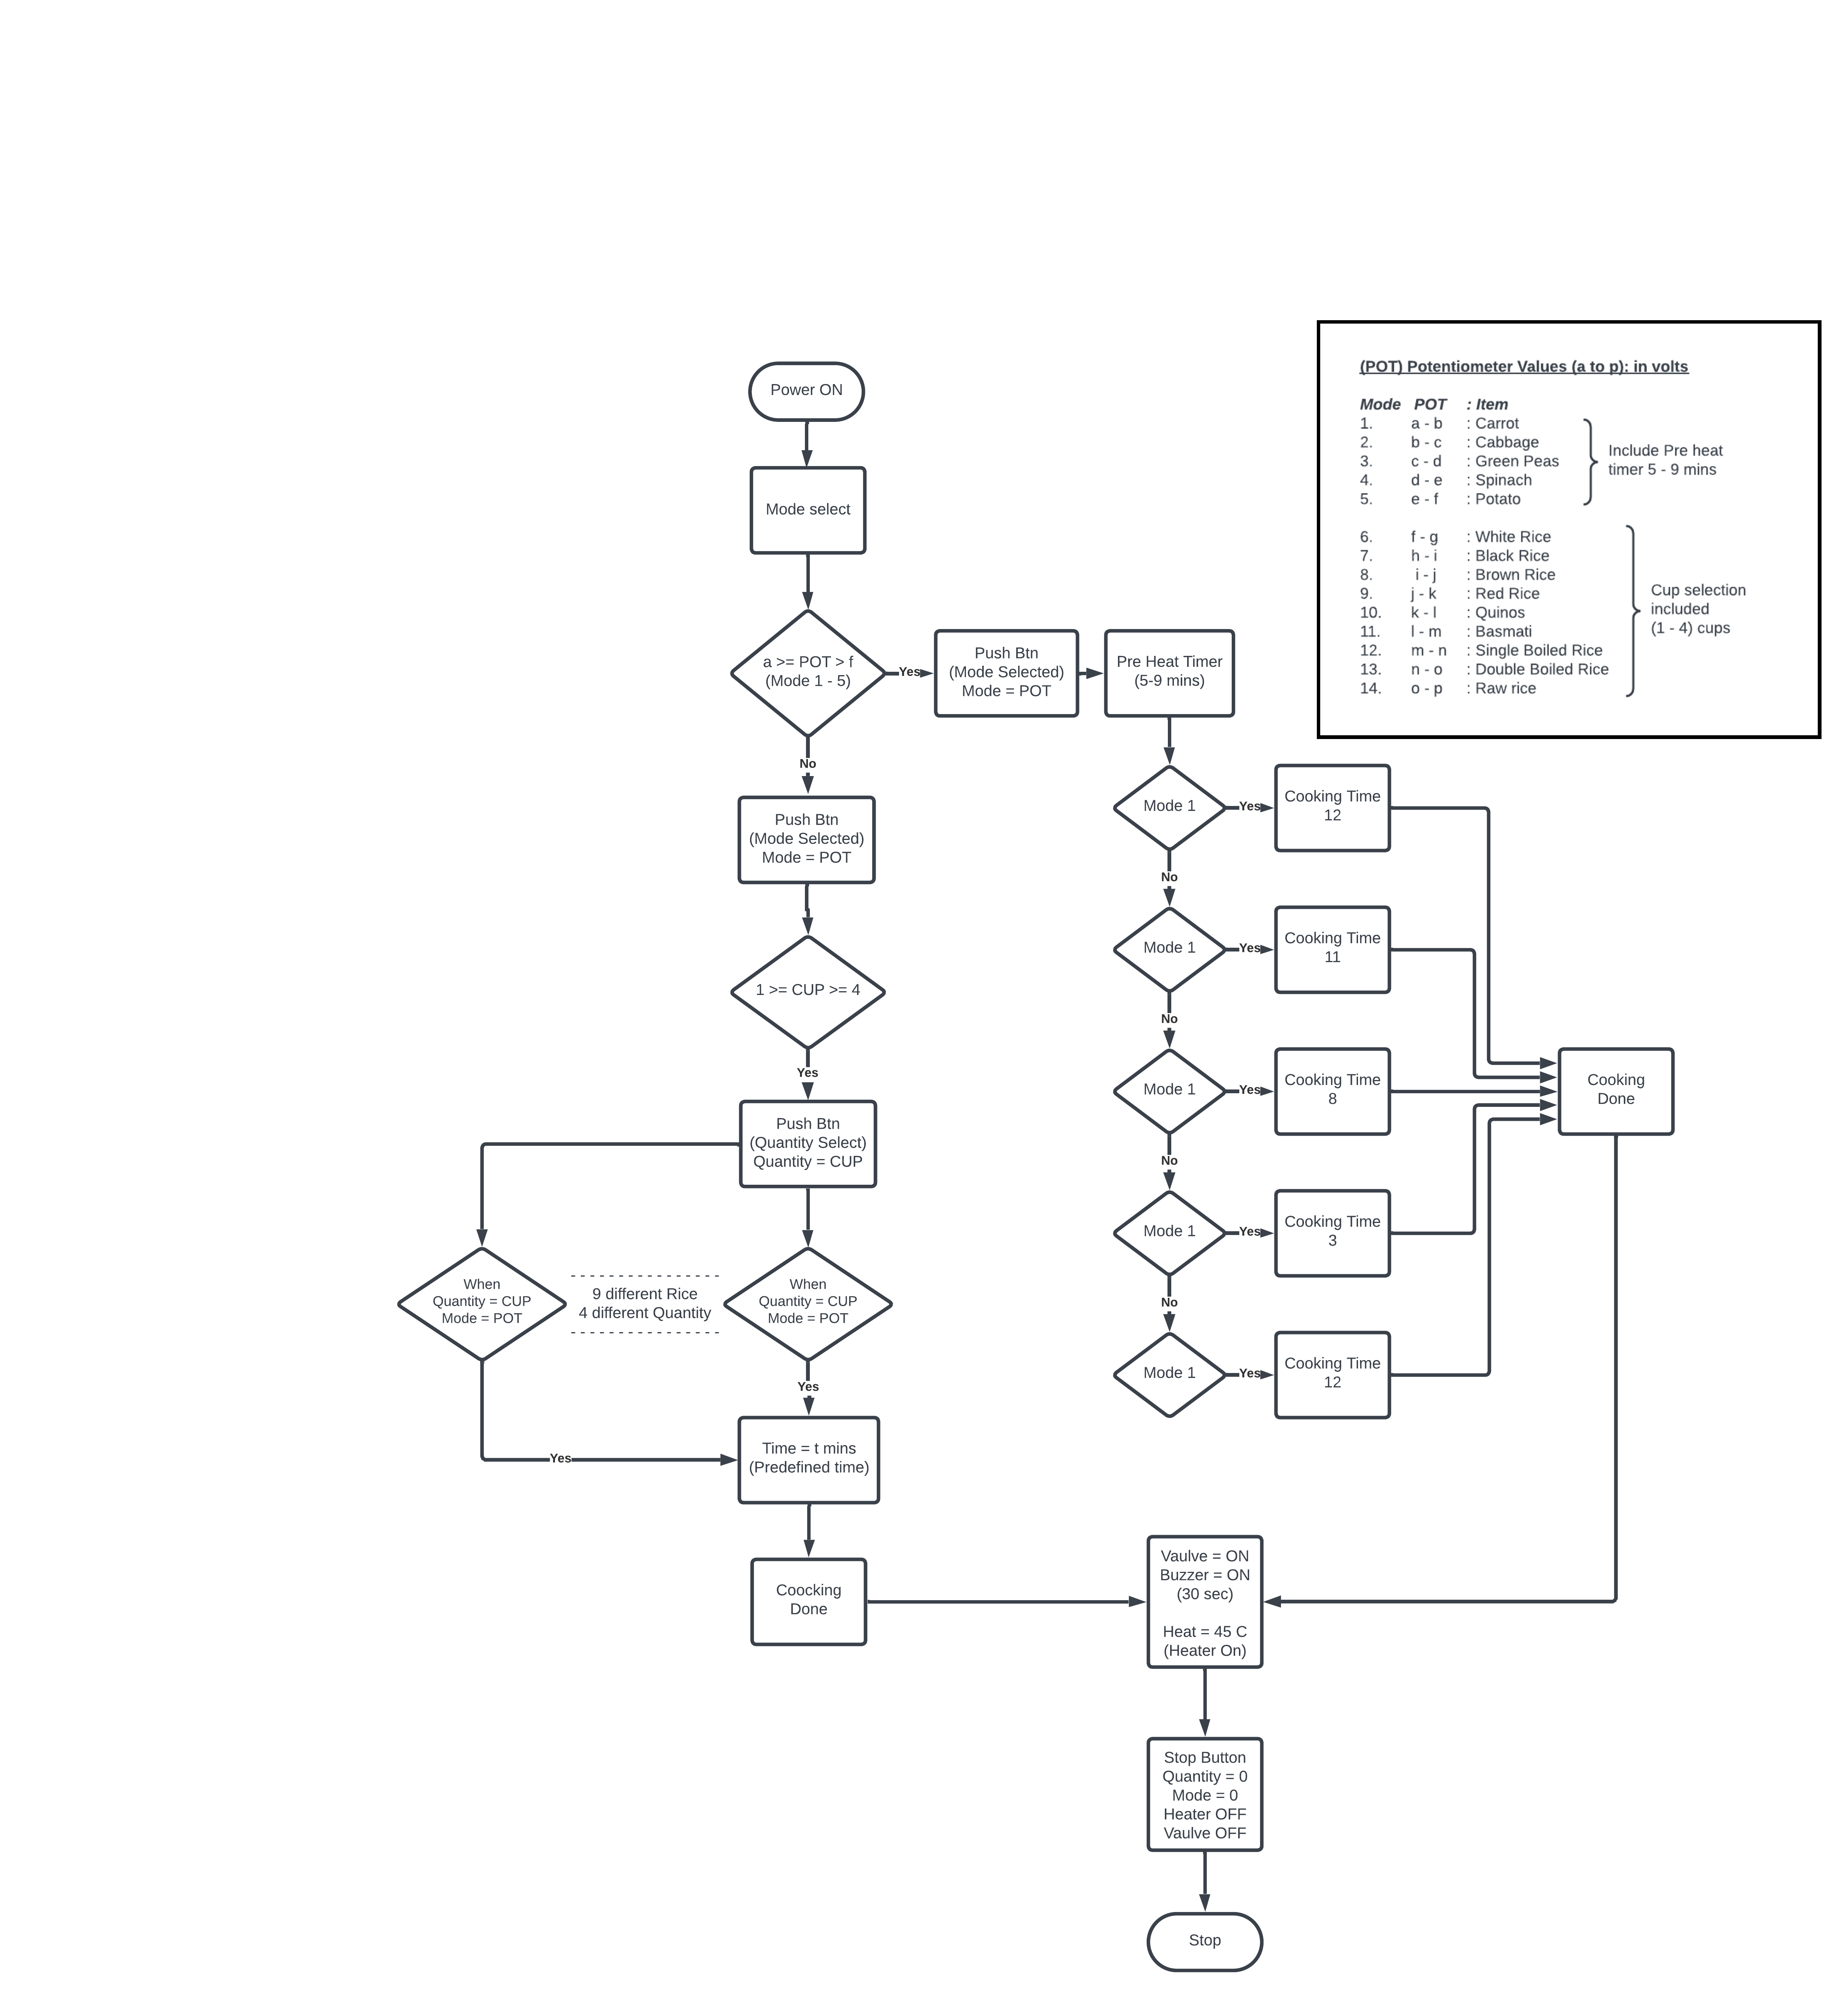 (POT) Potentiometer Values (a to p): in volts
Mode POT : Item
1. a - b : Carrot
2. b - c : Cabbage
3. c - d : Green Peas
4. d - e : Spinach
5. e - f : Potato
Include Pre heat
timer 5 - 9 mins
6. f - g : White Rice
7. h - i : Black Rice
8. i - j : Brown Rice
9. j - k : Red Rice
10. k - l : Quinos
11. l - m : Basmati
12. m - n : Single Boiled Rice
13. n - o : Double Boiled Rice
14. o - p : Raw rice
Cup selection
included
(1 - 4) cups
Power ON
Mode select
a >= POT > f
(Mode 1 - 5)
Yes
Push Btn
(Mode Selected)
Mode = POT
Pre Heat Timer
(5-9 mins)
No
Push Btn
(Mode Selected)
Mode = POT
1 >= CUP >= 4
Yes
Push Btn
(Quantity Select)
Quantity = CUP
When
Quantity = CUP
Mode = POT
9 different Rice
4 different Quantity
When
Quantity = CUP
Mode = POT
Yes
Yes
Time = t mins
(Predefined time)
Coocking
Done
Mode 1
Yes
Cooking Time
12
No
Mode 1
Yes
Cooking Time
11
No
Mode 1
Yes
Cooking Time
8
No
Mode 1
Yes
Cooking Time
3
No
Mode 1
Yes
Cooking Time
12
Cooking
Done
Vaulve = ON
Buzzer = ON
(30 sec)
Heat = 45 C
(Heater On)
Stop Button
Quantity = 0
Mode = 0
Heater OFF
Vaulve OFF
Stop